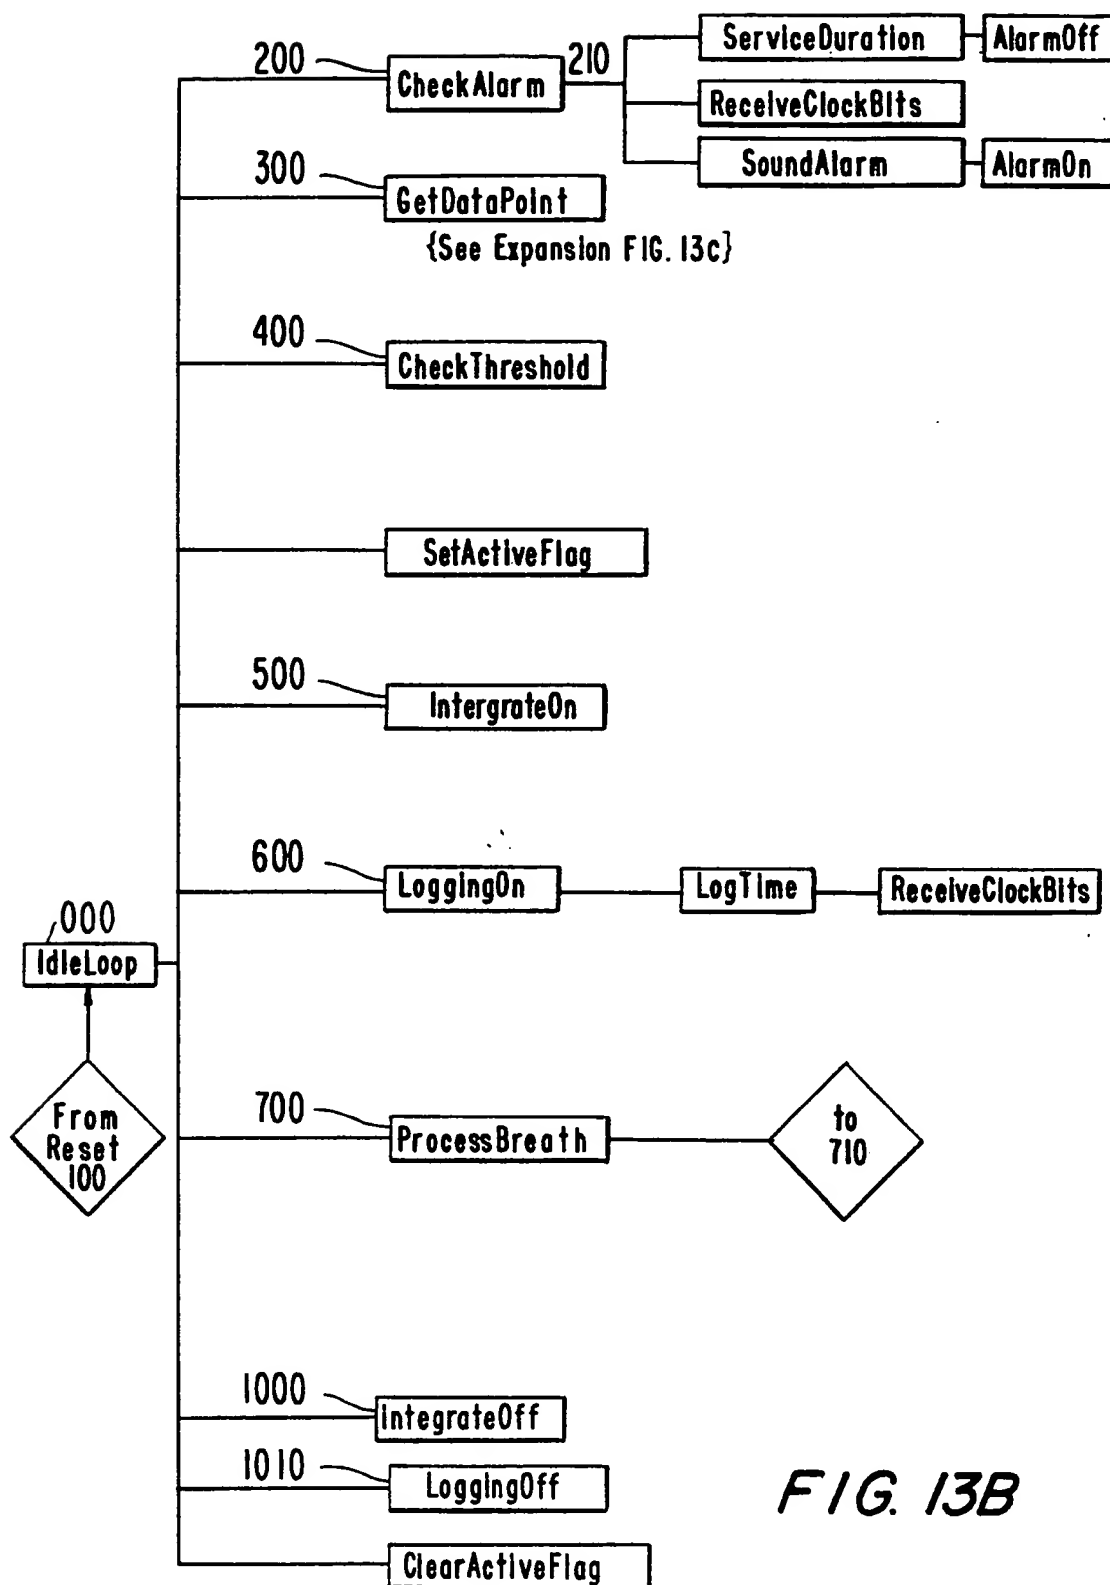 200 CheckAlarm 210 ServiceDuration AlarmOff
ReceiveClockBits
SoundAlarm AlarmOn
300 GetDataPoint
{See Expansion FIG. 13c}
400 CheckThreshold
SetActiveFlag
500 IntergrateOn
600 LoggingOn LogTime ReceiveClockBits
000
IdleLoop
From
Reset
100
700 ProcessBreath
to
710
1000 IntegrateOff
1010 LoggingOff
ClearActiveFlag
FIG. 13B